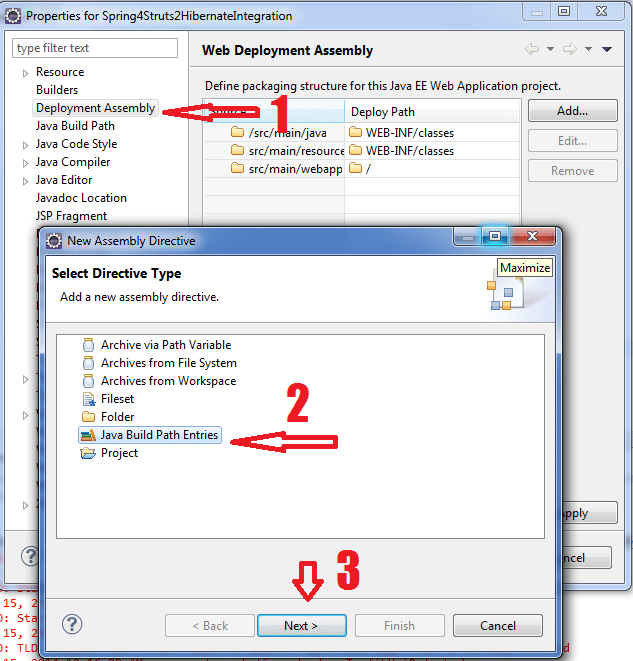 Properties for Spring4Struts2HibernateIntegration
type filter text
Resource
Builders
Deployment Assembly
Java Build Path
Java Code Style
Java Compiler
Java Editor
Javadoc Location
JSP Fragment
Web Deployment Assembly
Define packaging structure for this Java EE Web Application project.
Deploy Path
/src/main/java WEB-INF/classes
src/main/resource WEB-INF/classes
src/main/webapp /
Add...
Edit...
Remove
1
New Assembly Directive
Maximize
Select Directive Type
Add a new assembly directive.
Archive via Path Variable
Archives from File System
Archives from Workspace
Fileset
Folder
Java Build Path Entries
Project
2
3
?
< Back
Next >
Finish
Cancel
?
15, 2
15, 2